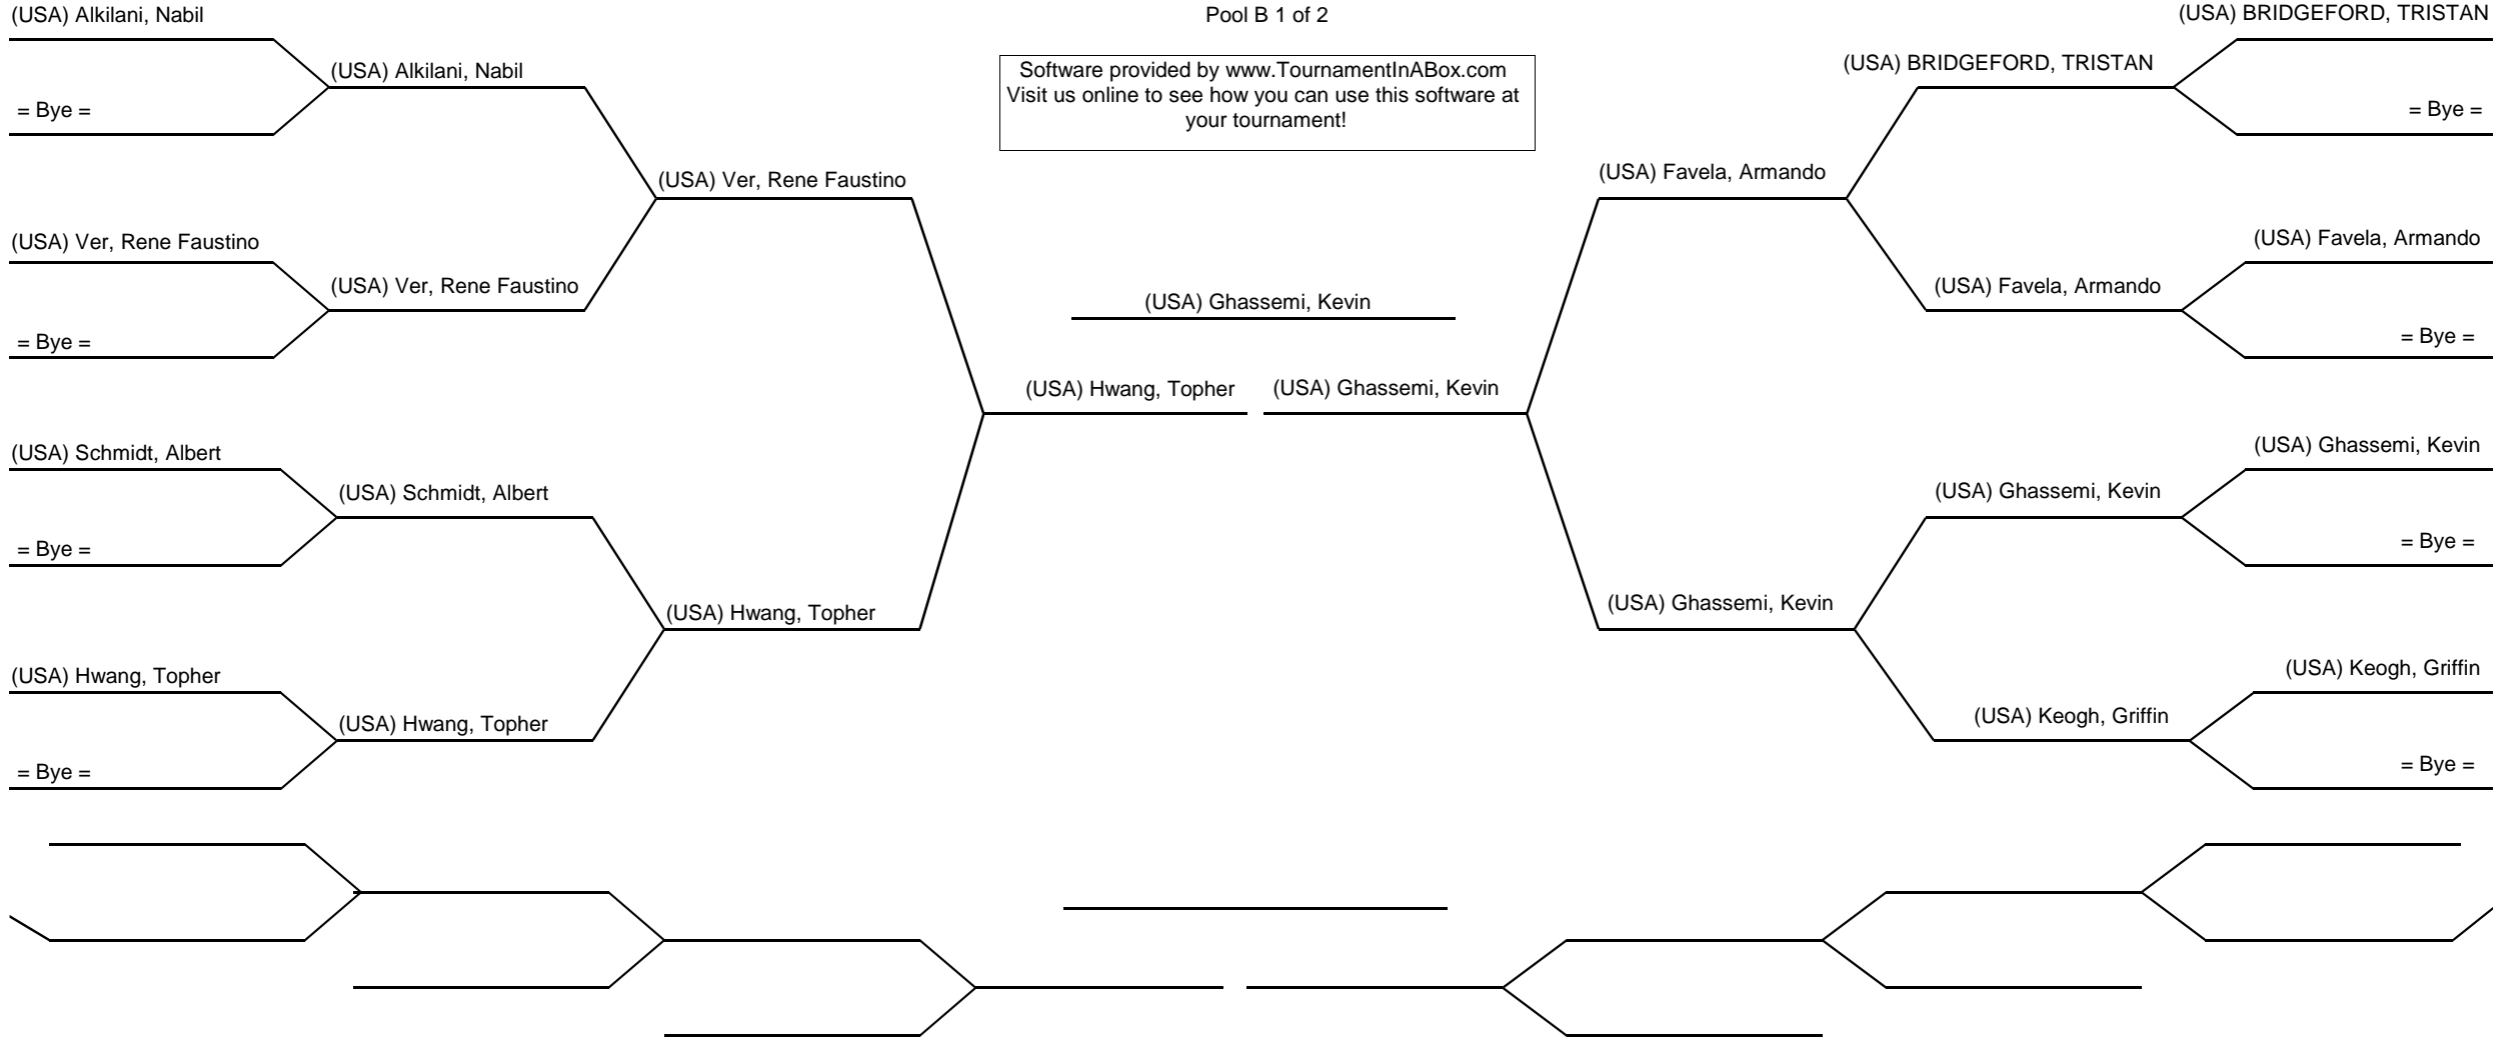 (USA) Alkilani, Nabil
Pool B 1 of 2
(USA) BRIDGEFORD, TRISTAN
(USA) Alkilani, Nabil
Software provided by www.TournamentInABox.com
Visit us online to see how you can use this software at
your tournament!
(USA) BRIDGEFORD, TRISTAN
= Bye =
= Bye =
(USA) Ver, Rene Faustino
(USA) Favela, Armando
(USA) Ver, Rene Faustino
(USA) Favela, Armando
(USA) Ver, Rene Faustino
(USA) Ghassemi, Kevin
(USA) Favela, Armando
= Bye =
= Bye =
(USA) Hwang, Topher
(USA) Ghassemi, Kevin
(USA) Schmidt, Albert
(USA) Ghassemi, Kevin
(USA) Schmidt, Albert
(USA) Ghassemi, Kevin
= Bye =
= Bye =
(USA) Hwang, Topher
(USA) Ghassemi, Kevin
(USA) Hwang, Topher
(USA) Keogh, Griffin
(USA) Hwang, Topher
(USA) Keogh, Griffin
= Bye =
= Bye =